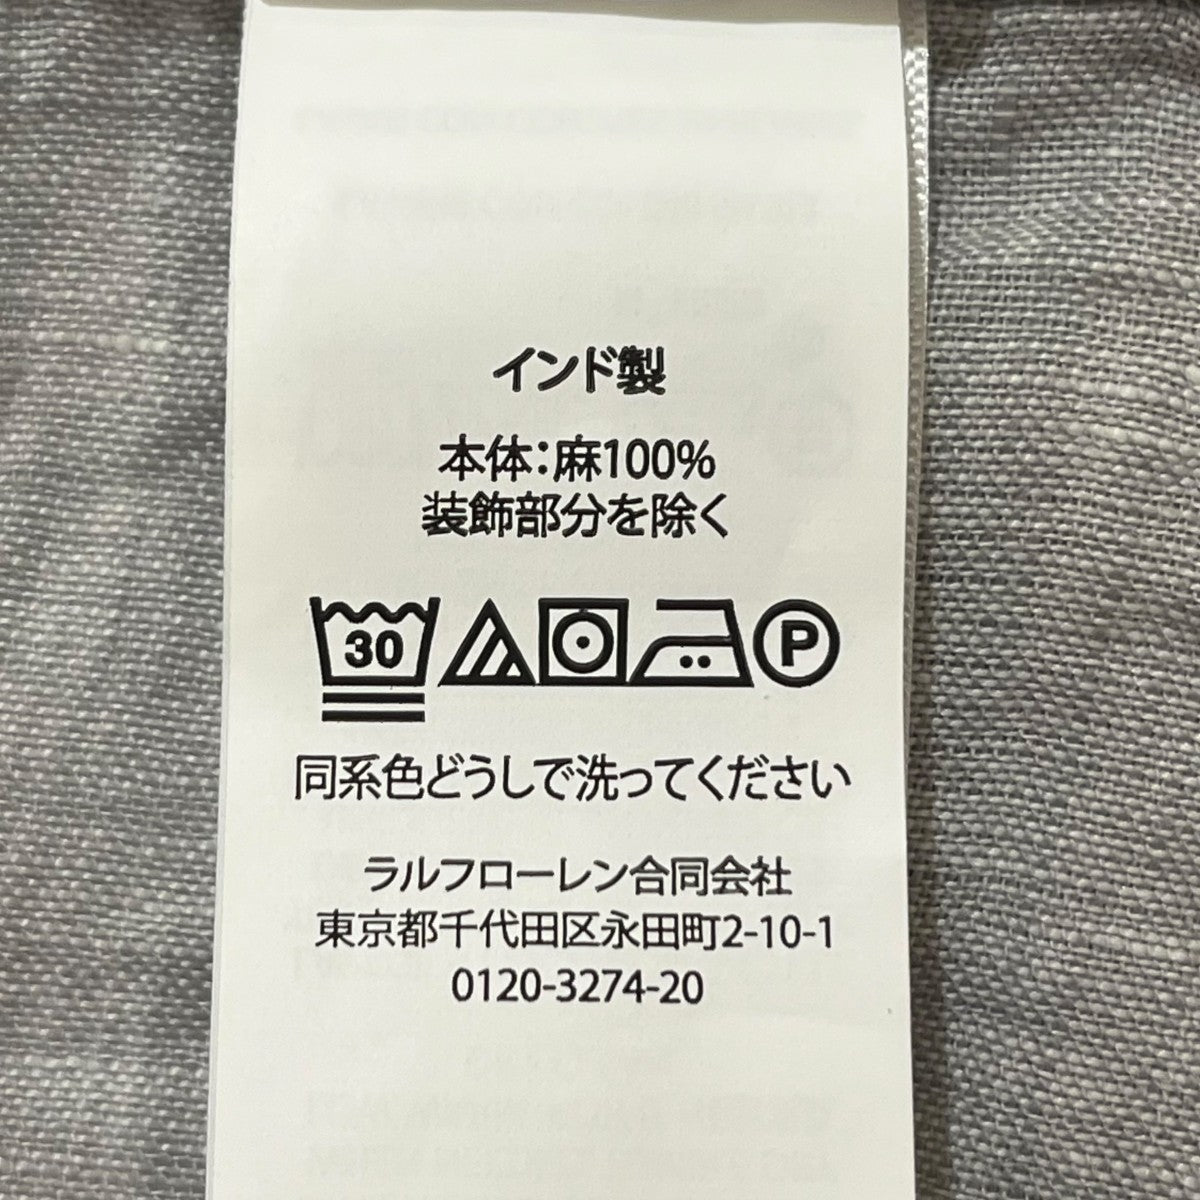 インド製
本体：麻100%
装飾部分を除く
30 P
同系色どうしで洗ってください
ラルフローレン合同会社
東京都千代田区永田町2-10-1
0120-3274-20